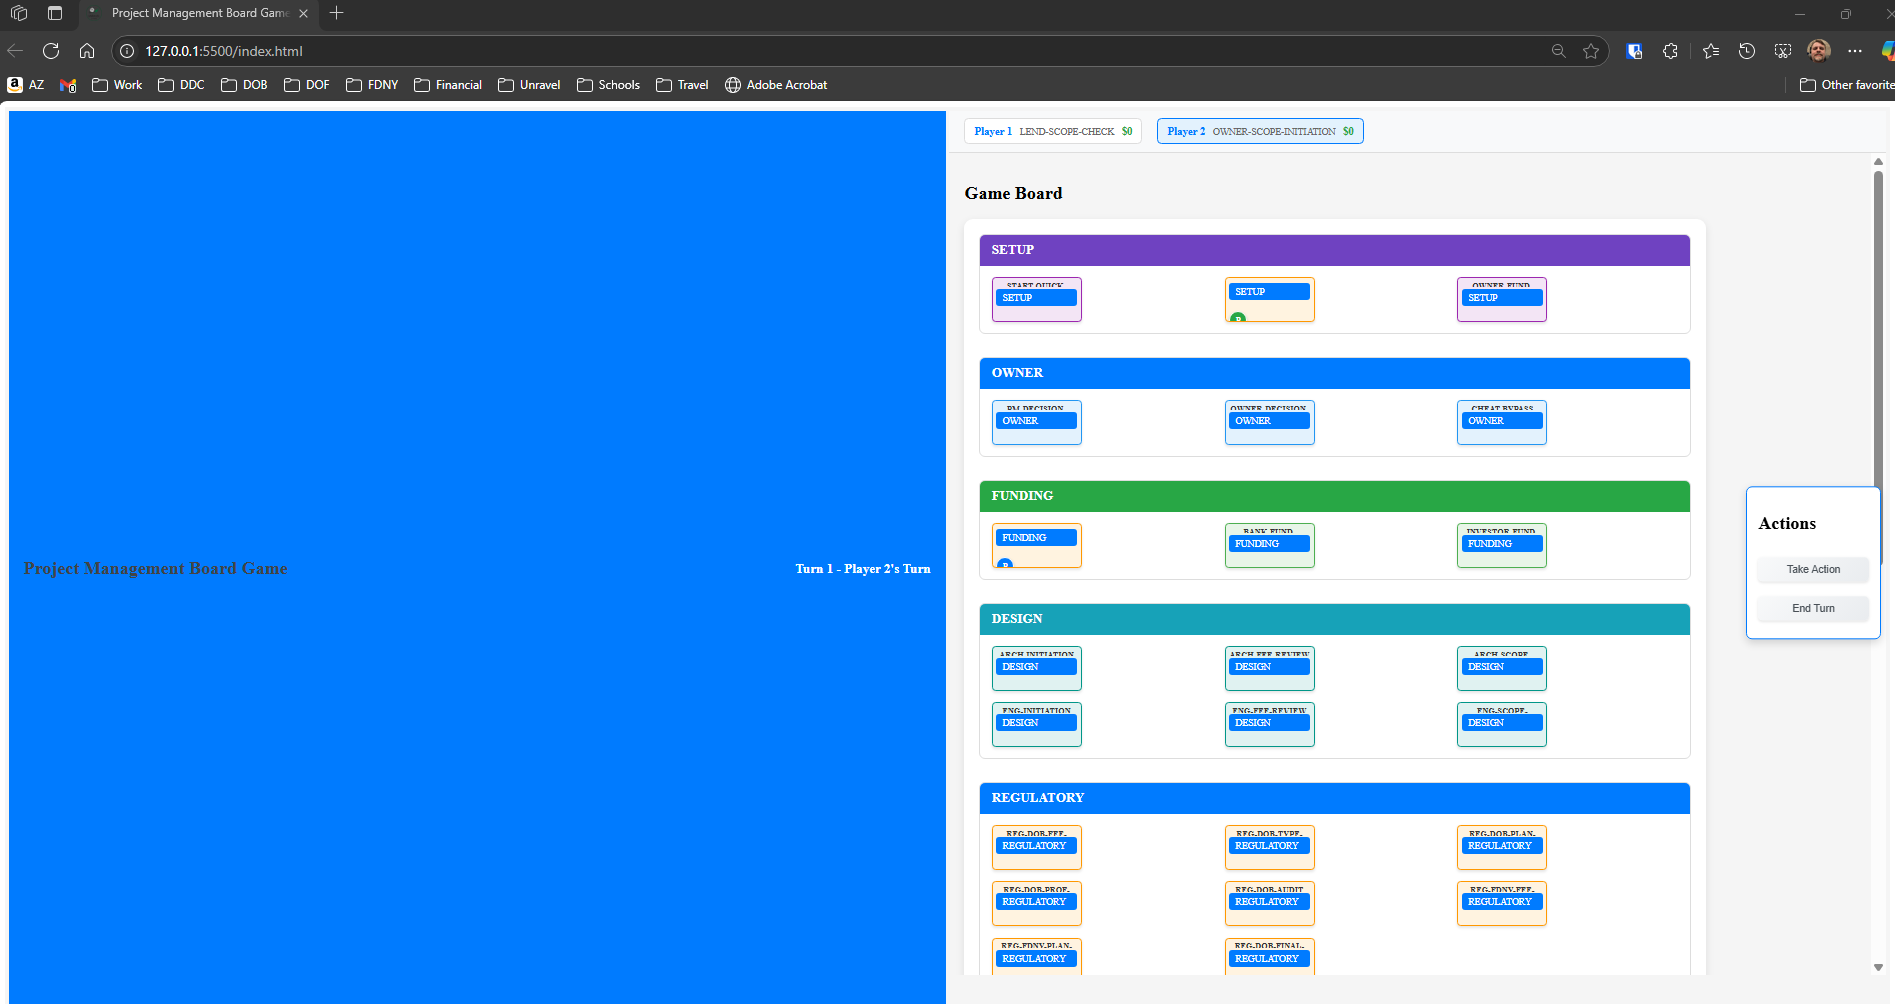 Project Management Board Game
127.0.0.1:5500/index.html
AZ
Work
DDC
DOB
DOF
FDNY
Financial
Unravel
Schools
Travel
Adobe Acrobat
Other favorite
Project Management Board Game
Turn 1 - Player 2's Turn
Player 1 LEND-SCOPE-CHECK $0
Player 2 OWNER-SCOPE-INITIATION $0
Game Board
SETUP
START QUICK
SETUP
SETUP
OWNER FUND
SETUP
OWNER
PM DECISION
OWNER
OWNER DECISION
OWNER
CHEAT BYPASS
OWNER
FUNDING
FUNDING
BANK FUND
FUNDING
INVESTOR FUND
FUNDING
DESIGN
ARCH INITIATION
DESIGN
ARCH FEE REVIEW
DESIGN
ARCH SCOPE
DESIGN
ENG-INITIATION
DESIGN
ENG-FEE-REVIEW
DESIGN
ENG-SCOPE-
DESIGN
REGULATORY
REG-DOB-FEE-
REGULATORY
REG-DOB-TYPE-
REGULATORY
REG-DOB-PLAN-
REGULATORY
REG-DOB-PROF-
REGULATORY
REG-DOB-AUDIT
REGULATORY
REG-FDNY-FEE-
REGULATORY
REG-FDNY-PLAN-
REGULATORY
REG-DOB-FINAL-
REGULATORY
Actions
Take Action
End Turn